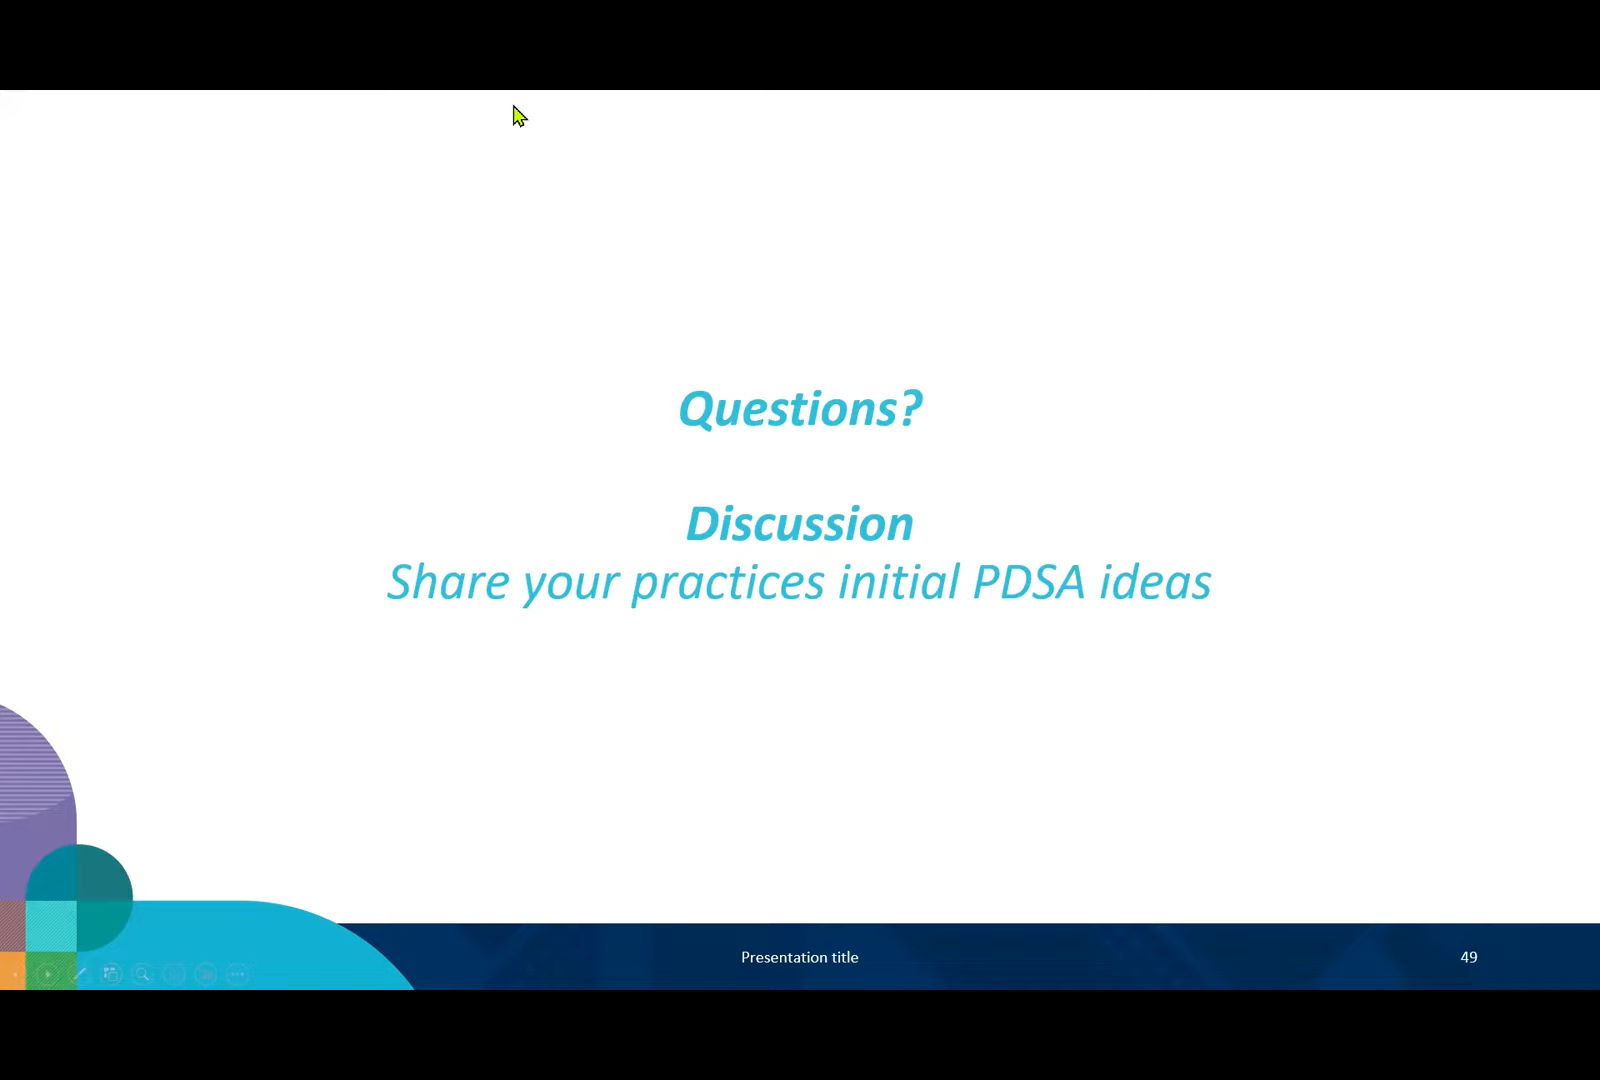 Questions?
Discussion
Share your practices initial PDSA ideas
Presentation title
49